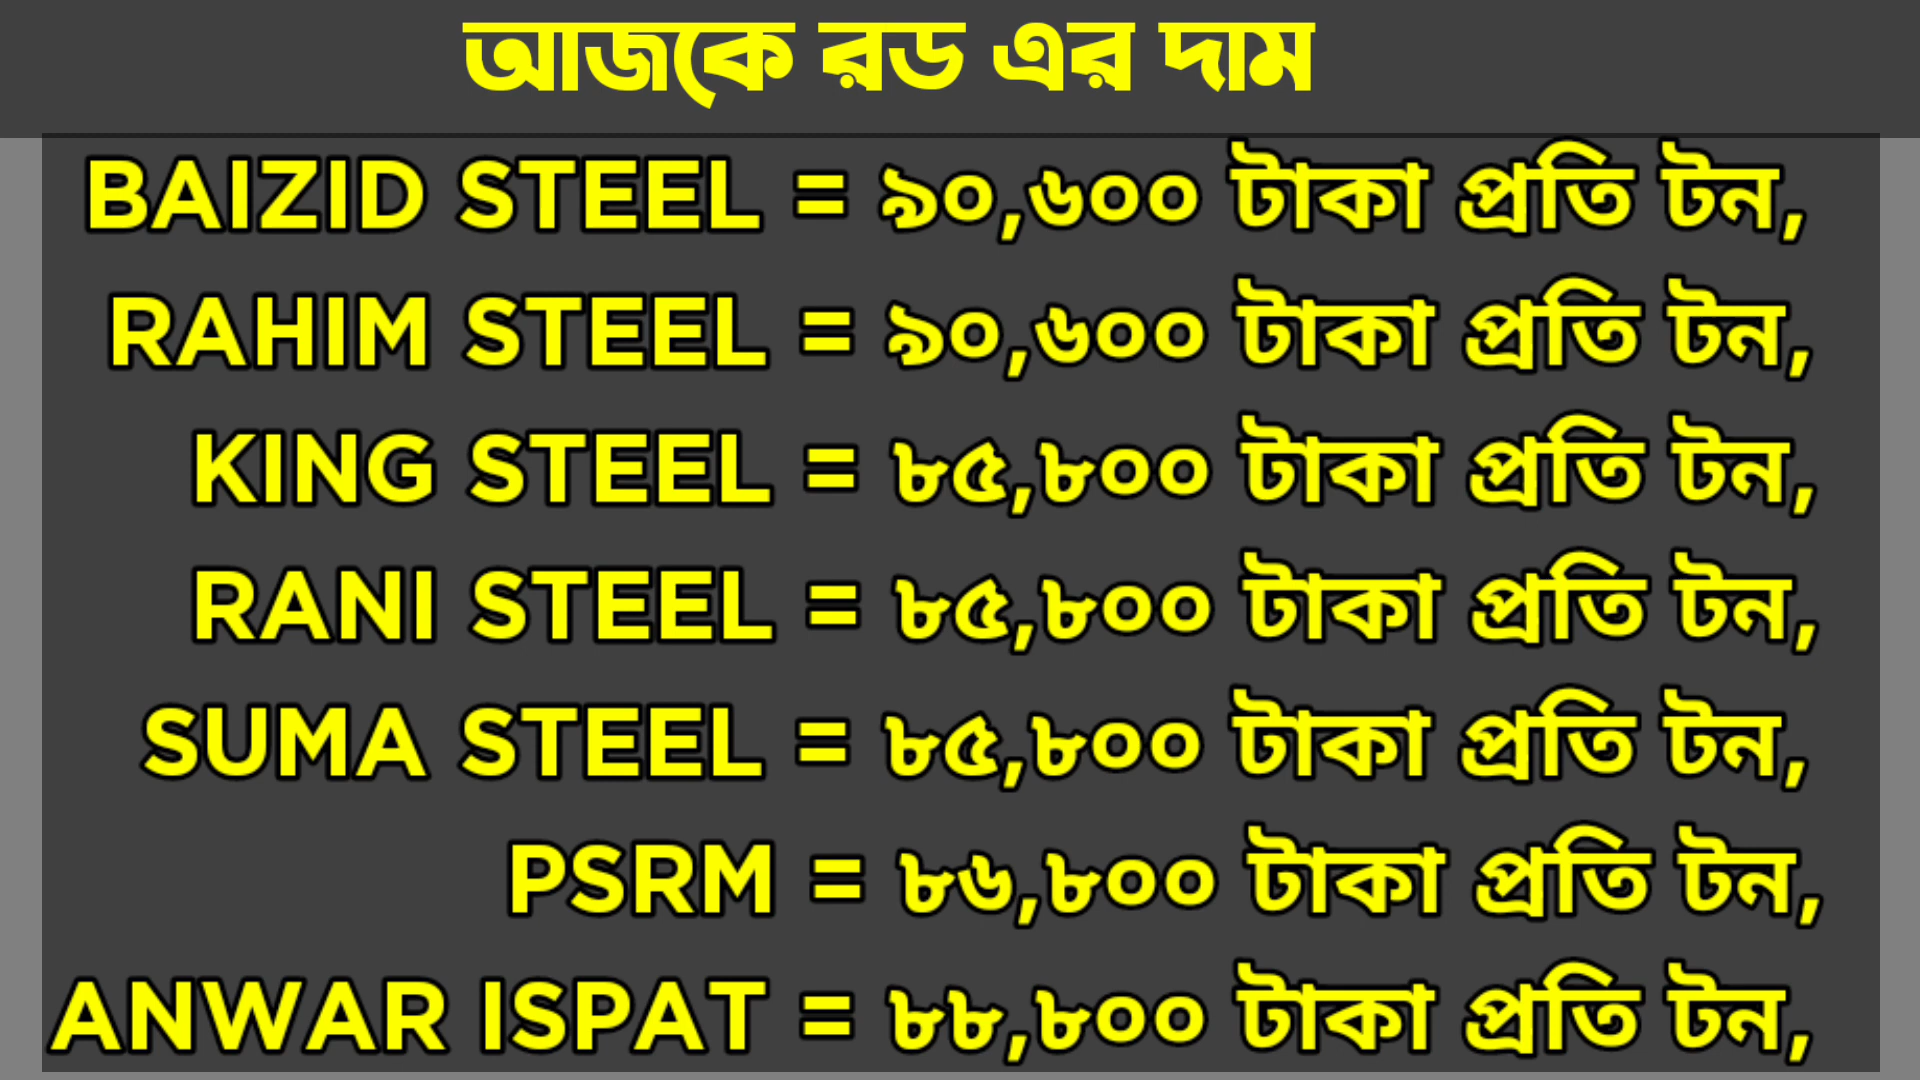 আজকে রড এর দাম
BAIZID STEEL = ৯০,৬০০ টাকা প্রতি টন,
RAHIM STEEL = ৯০,৬০০ টাকা প্রতি টন,
KING STEEL = ৮৫,৮০০ টাকা প্রতি টন,
RANI STEEL = ৮৫,৮০০ টাকা প্রতি টন,
SUMA STEEL = ৮৫,৮০০ টাকা প্রতি টন,
PSRM = ৮৬,৮০০ টাকা প্রতি টন,
ANWAR ISPAT = ৮৮,৮০০ টাকা প্রতি টন,